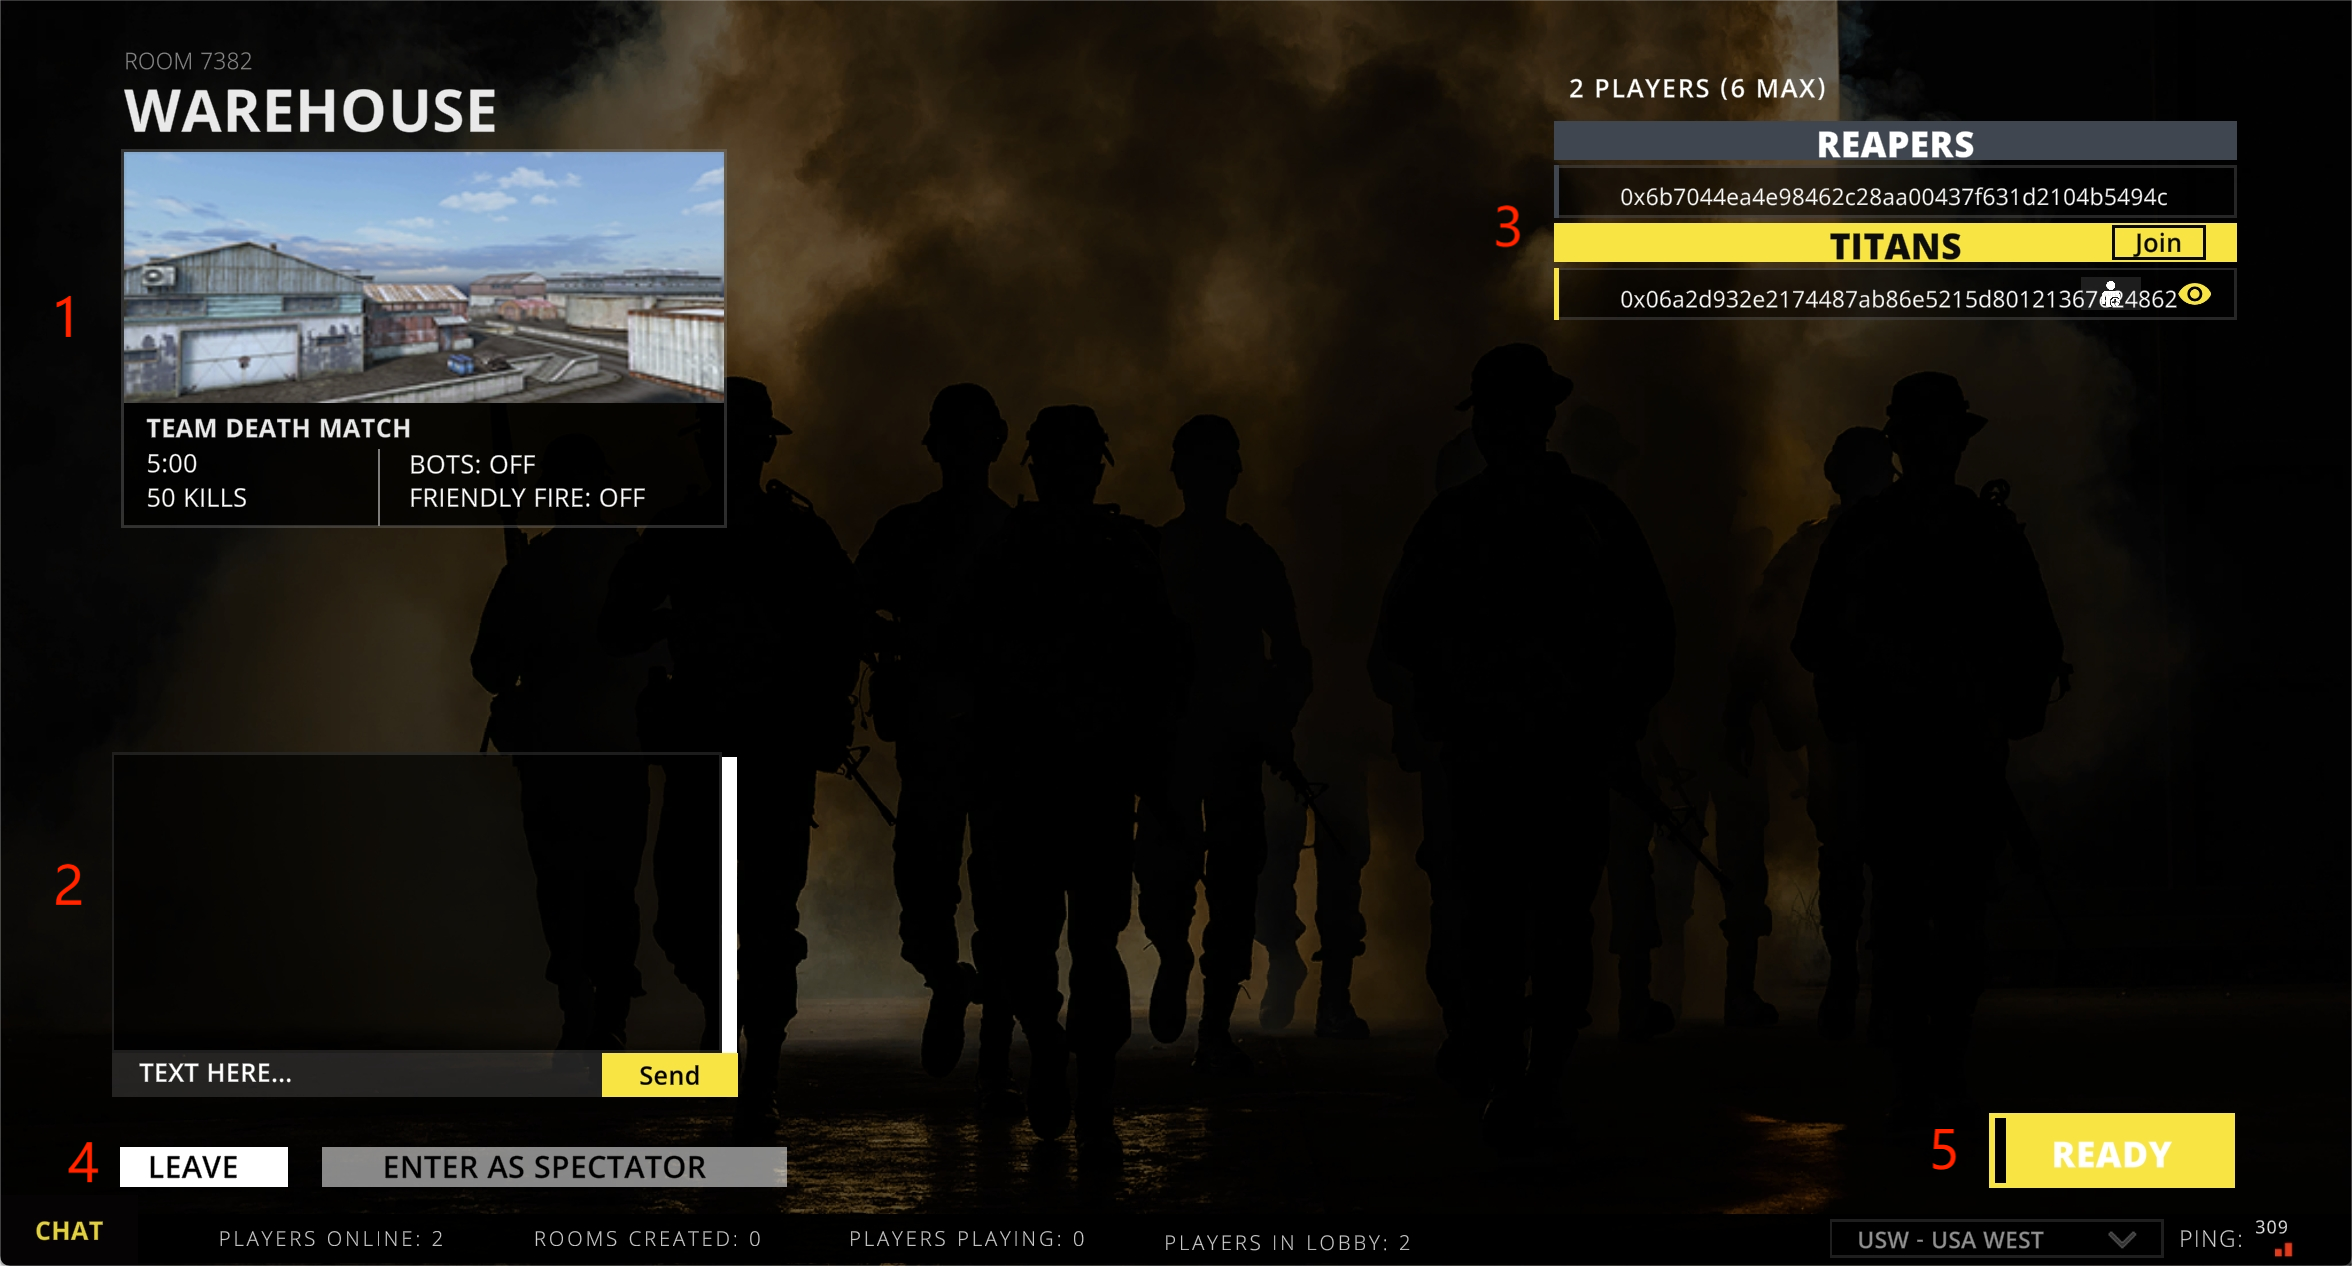 ROOM 7382
WAREHOUSE
1
TEAM DEATH MATCH
5:00
50 KILLS
BOTS: OFF
FRIENDLY FIRE: OFF
2 PLAYERS (6 MAX)
REAPERS
0x6b7044ea4e98462c28aa00437f631d2104b5494c
3
TITANS
Join
2
TEXT HERE...
Send
4
LEAVE
ENTER AS SPECTATOR
5
READY
CHAT
PLAYERS ONLINE: 2
ROOMS CREATED: 0
PLAYERS PLAYING: 0
PLAYERS IN LOBBY: 2
USW - USA WEST
PING: 309